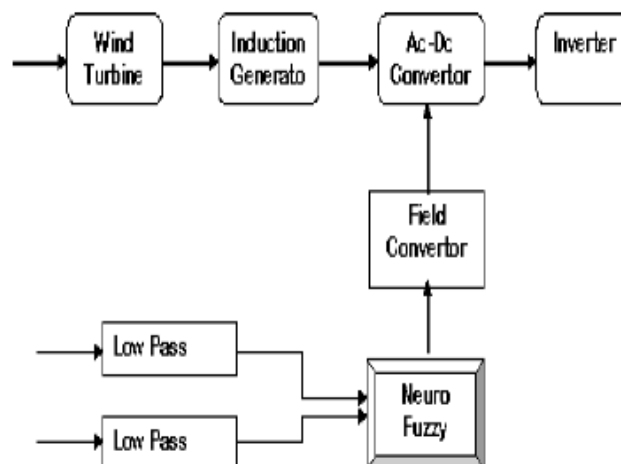 Wind
Turbine
Induction
Generato
Ac-Dc
Convertor
Inverter
Field
Convertor
Low Pass
Neuro
Fuzzy
Low Pass